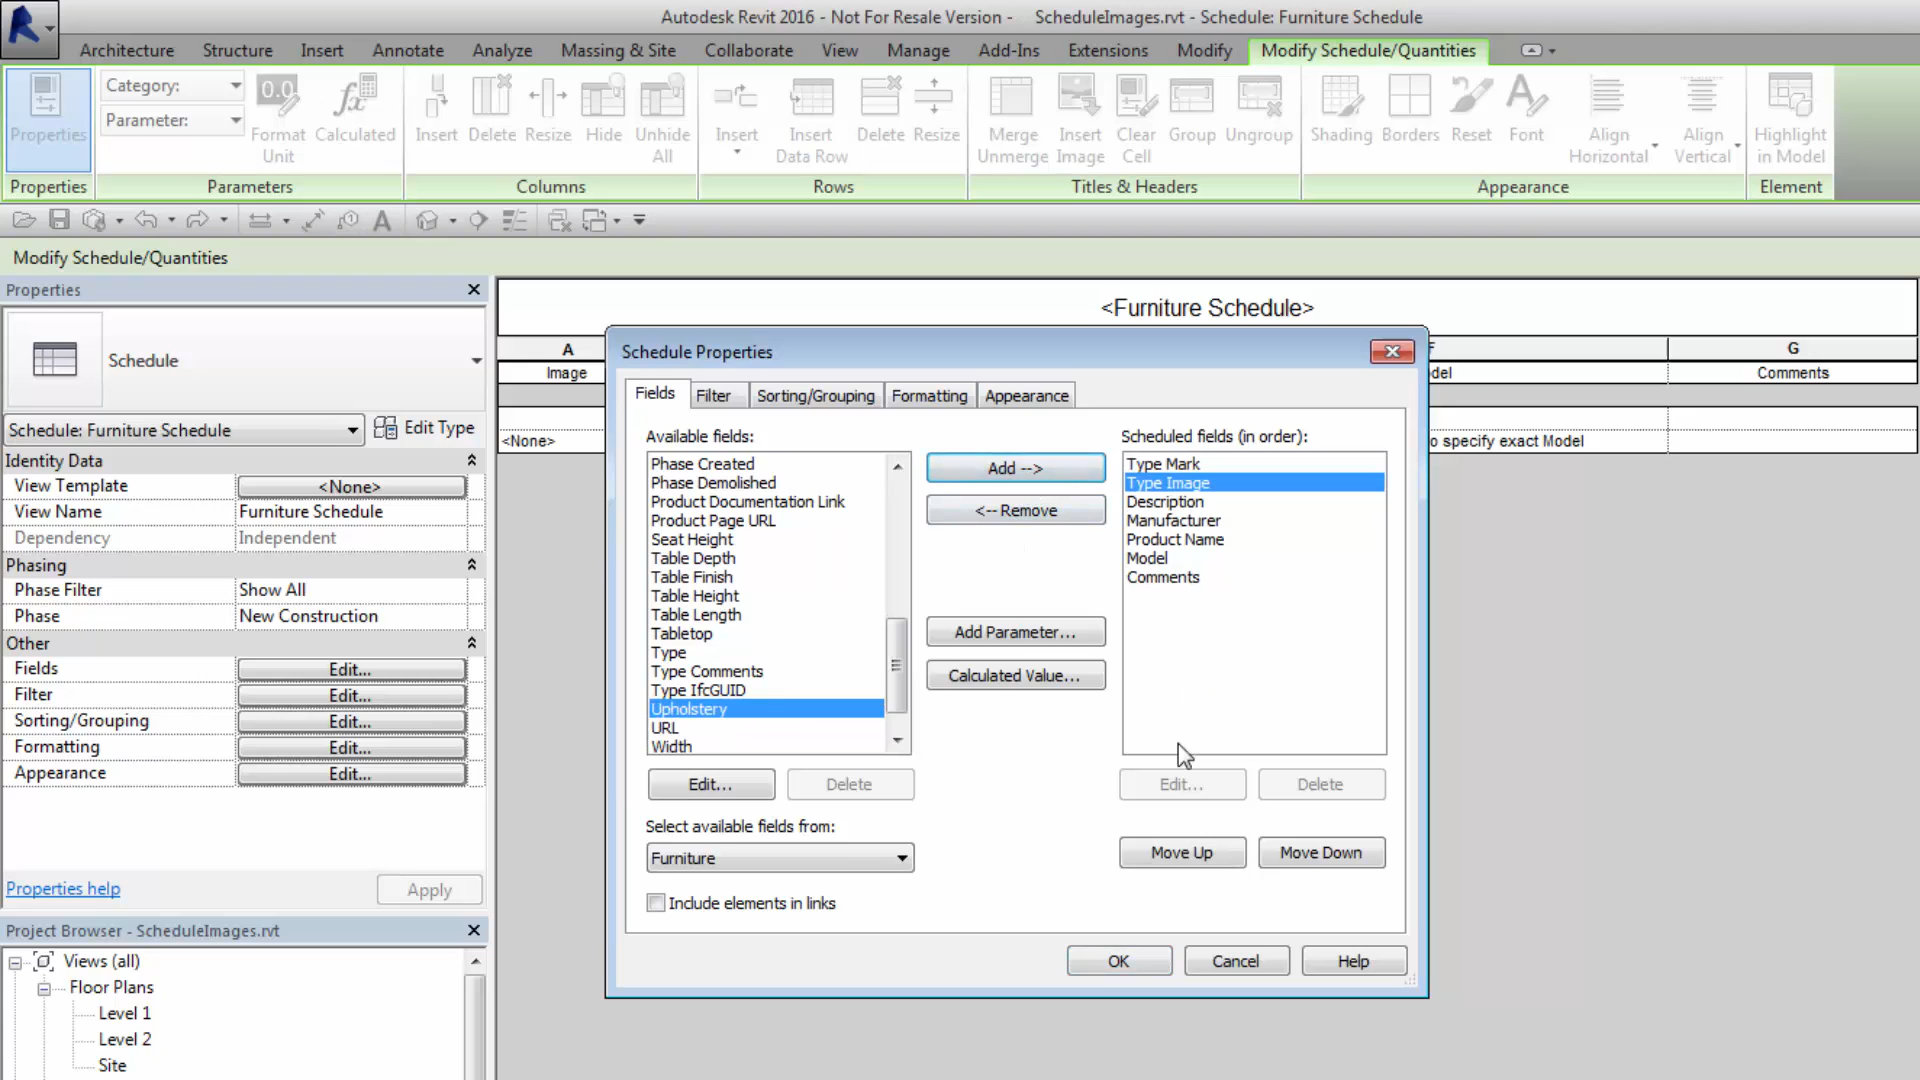 Autodesk Revit 2016 - Not For Resale Version - ScheduleImages.rvt - Schedule: Furniture Schedule
Architecture Structure Insert Annotate Analyze Massing & Site Collaborate View Manage Add-Ins Extensions Modify Modify Schedule/Quantities
Properties
Category:
Parameter:
0.0
Format Unit
fx
Calculated
Insert Delete Resize Hide Unhide All
Insert Insert Data Row Delete Resize
Merge Unmerge Insert Image Clear Cell Group Ungroup
Shading Borders Reset Font Align Horizontal Align Vertical
Highlight in Model
Properties Parameters Columns Rows Titles & Headers Appearance Element
Modify Schedule/Quantities
Properties
Schedule
Schedule: Furniture Schedule
Edit Type
Identity Data
View Template <None>
View Name Furniture Schedule
Dependency Independent
Phasing
Phase Filter Show All
Phase New Construction
Other
Fields Edit...
Filter Edit...
Sorting/Grouping Edit...
Formatting Edit...
Appearance Edit...
Properties help
Apply
Project Browser - ScheduleImages.rvt
Views (all)
Floor Plans
Level 1
Level 2
Site
<Furniture Schedule>
A F G
Image del Comments
<None> o specify exact Model
Schedule Properties
Fields Filter Sorting/Grouping Formatting Appearance
Available fields:
Phase Created
Phase Demolished
Product Documentation Link
Product Page URL
Seat Height
Table Depth
Table Finish
Table Height
Table Length
Tabletop
Type
Type Comments
Type IfcGUID
Upholstery
URL
Width
Edit...
Delete
Select available fields from:
Furniture
Include elements in links
Add -->
<-- Remove
Add Parameter...
Calculated Value...
Scheduled fields (in order):
Type Mark
Type Image
Description
Manufacturer
Product Name
Model
Comments
Edit...
Delete
Move Up
Move Down
OK
Cancel
Help